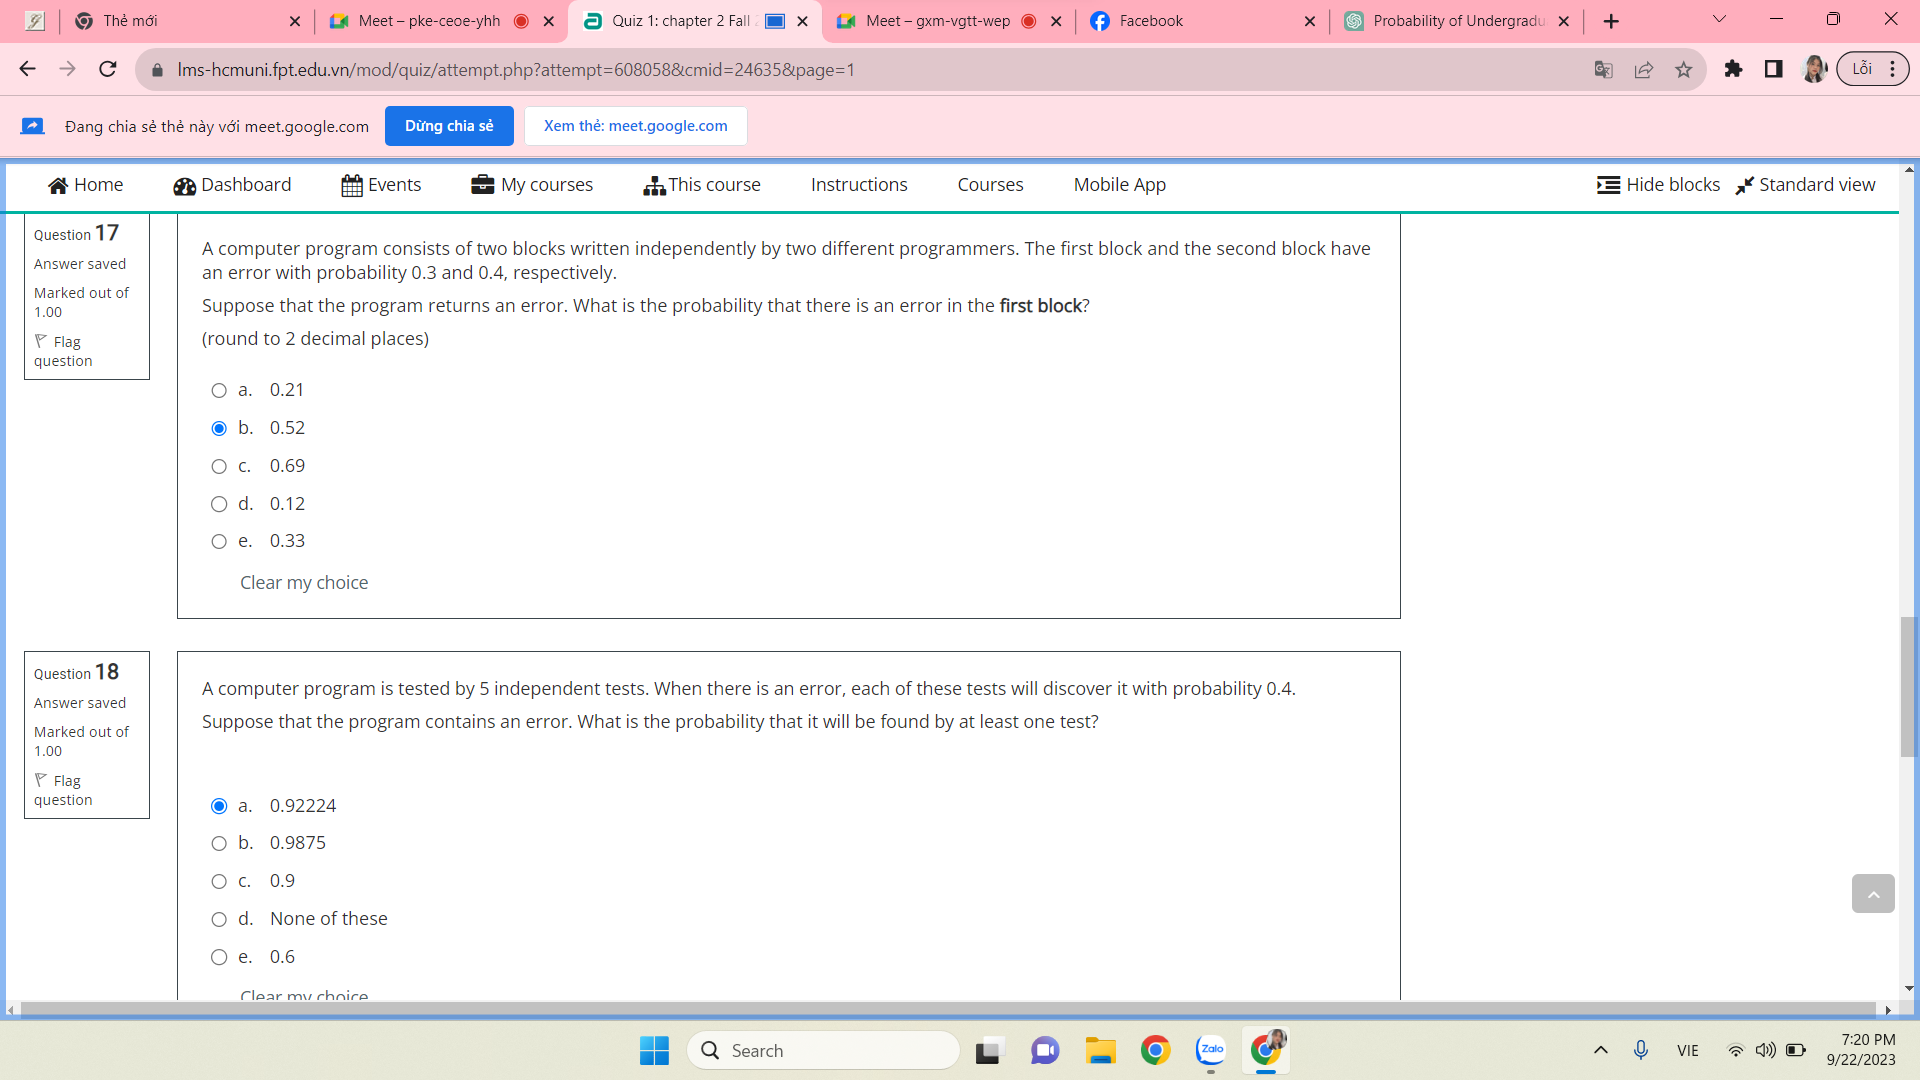 Thẻ mới
Meet – pke-ceoe-yhh
Quiz 1: chapter 2 Fall
Meet – gxm-vgtt-wep
Facebook
Probability of Undergradu
lms-hcmuni.fpt.edu.vn/mod/quiz/attempt.php?attempt=608058&cmid=24635&page=1
Lỗi
Đang chia sẻ thẻ này với meet.google.com
Dừng chia sẻ
Xem thẻ: meet.google.com
Home
Dashboard
Events
My courses
This course
Instructions
Courses
Mobile App
Hide blocks
Standard view
Question 17
Answer saved
Marked out of
1.00
Flag
question
A computer program consists of two blocks written independently by two different programmers. The first block and the second block have
an error with probability 0.3 and 0.4, respectively.
Suppose that the program returns an error. What is the probability that there is an error in the first block?
(round to 2 decimal places)
a. 0.21
b. 0.52
c. 0.69
d. 0.12
e. 0.33
Clear my choice
Question 18
Answer saved
Marked out of
1.00
Flag
question
A computer program is tested by 5 independent tests. When there is an error, each of these tests will discover it with probability 0.4.
Suppose that the program contains an error. What is the probability that it will be found by at least one test?
a. 0.92224
b. 0.9875
c. 0.9
d. None of these
e. 0.6
Clear my choice
Search
Zalo
VIE
7:20 PM
9/22/2023